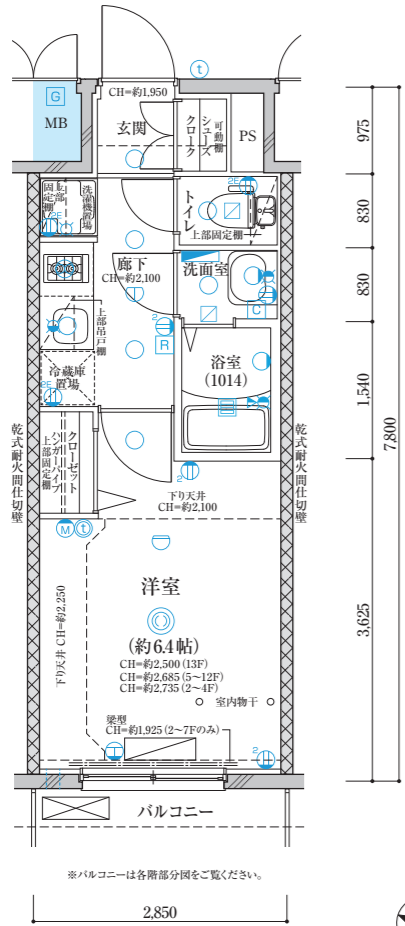 t
G
MB
CH=約1,950
玄関
シューズ
クローク
可動棚
PS
975
洗濯機置場
上部
固定棚
2E
トイレ
2E
上部固定棚
830
廊下
CH=約2,100
洗面室
830
上部吊戸棚
C
2
R
冷蔵庫
置場
2E
浴室
(1014)
1,540
7,800
乾式耐火間仕切壁
乾式耐火間仕切壁
クローゼット
ハンガーパイプ
上部固定棚
2
下り天井
CH=約2,100
M
t
洋室
(約6.4帖)
CH=約2,500 (13F)
CH=約2,685 (5〜12F)
CH=約2,735 (2〜4F)
下り天井 CH=約2,250
室内物干
3,625
梁型
CH=約1,925 (2〜7Fのみ)
2
バルコニー
※バルコニーは各階部分図をご覧ください。
2,850